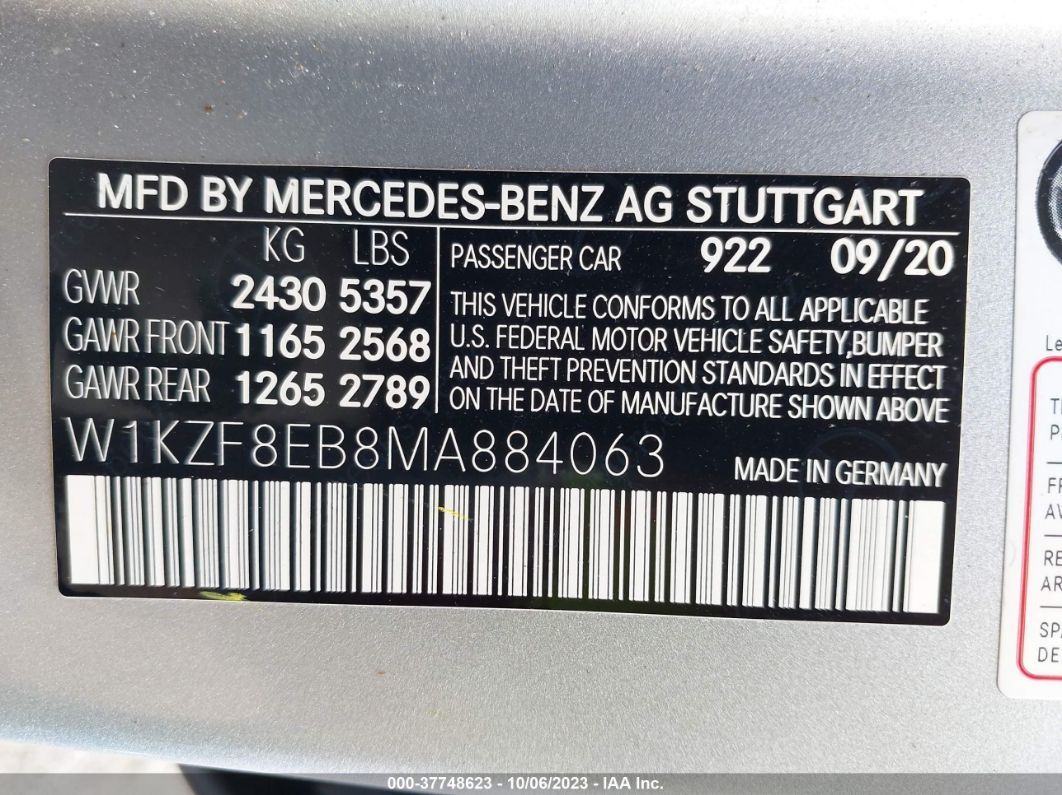 MFD BY MERCEDES-BENZ AG STUTTGART
KG LBS
GVWR 2430 5357
GAWR FRONT 1165 2568
GAWR REAR 1265 2789
PASSENGER CAR 922 09/20
THIS VEHICLE CONFORMS TO ALL APPLICABLE
U.S. FEDERAL MOTOR VEHICLE SAFETY,BUMPER
AND THEFT PREVENTION STANDARDS IN EFFECT
ON THE DATE OF MANUFACTURE SHOWN ABOVE
W1KZF8EB8MA884063
MADE IN GERMANY
000-37748623 - 10/06/2023 - IAA Inc.